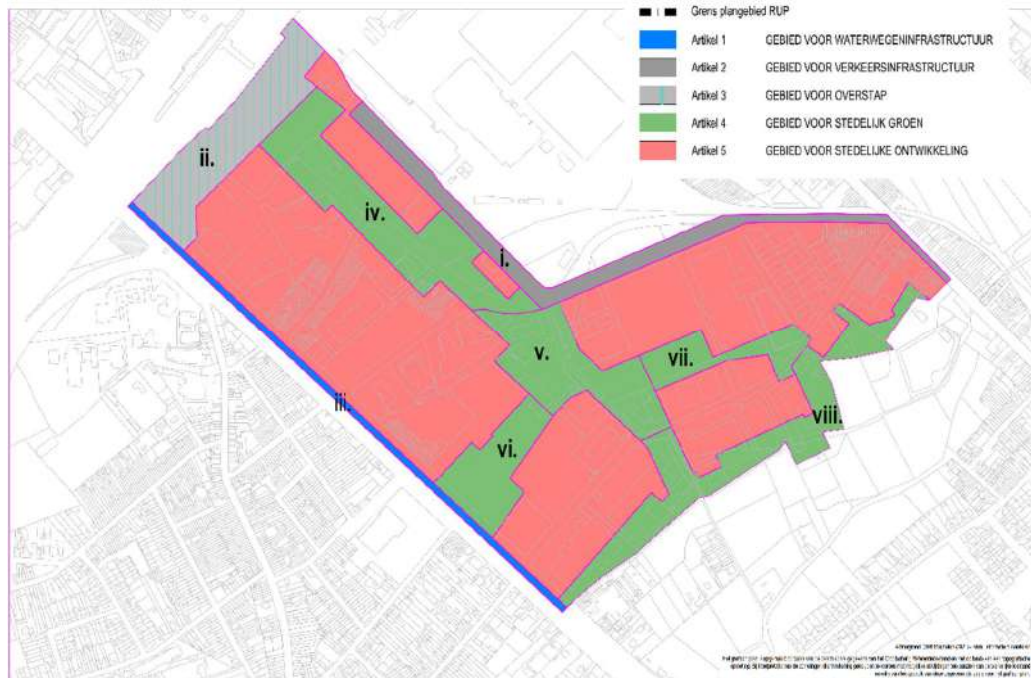 Grens plangebied RUP
Artikel 1 GEBIED VOOR WATERWEGENINFRASTRUCTUUR
Artikel 2 GEBIED VOOR VERKEERSINFRASTRUCTUUR
Artikel 3 GEBIED VOOR OVERSTAP
Artikel 4 GEBIED VOOR STEDELIJK GROEN
Artikel 5 GEBIED VOOR STEDELIJKE ONTWIKKELING
ii.
iv.
i.
v.
vii.
iii.
vi.
viii.